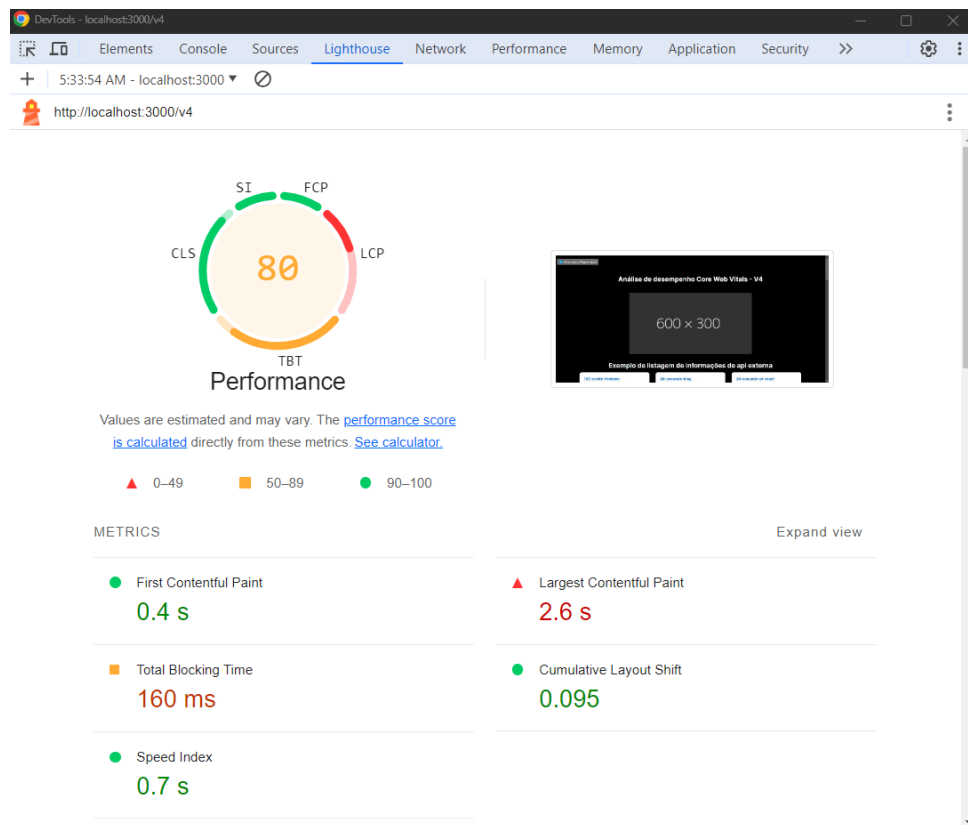 DevTools - localhost:3000/v4
Elements Console Sources Lighthouse Network Performance Memory Application Security
5:33:54 AM - localhost:3000
http://localhost:3000/v4
SI FCP
CLS LCP
80
TBT
Performance
Values are estimated and may vary. The performance score
is calculated directly from these metrics. See calculator.
0–49 50–89 90–100
Análise de desempenho Core Web Vitals - V4
600 × 300
Exemplo de listagem de informações de api externa
30 seconds of react
METRICS Expand view
First Contentful Paint
0.4 s
Largest Contentful Paint
2.6 s
Total Blocking Time
160 ms
Cumulative Layout Shift
0.095
Speed Index
0.7 s